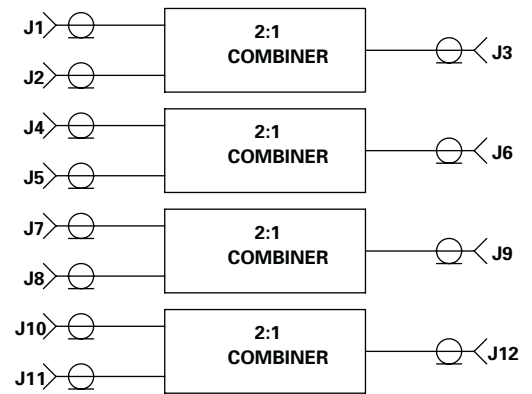 J1
2:1
COMBINER
J3
J2
J4
2:1
COMBINER
J6
J5
J7
2:1
COMBINER
J9
J8
J10
2:1
COMBINER
J12
J11